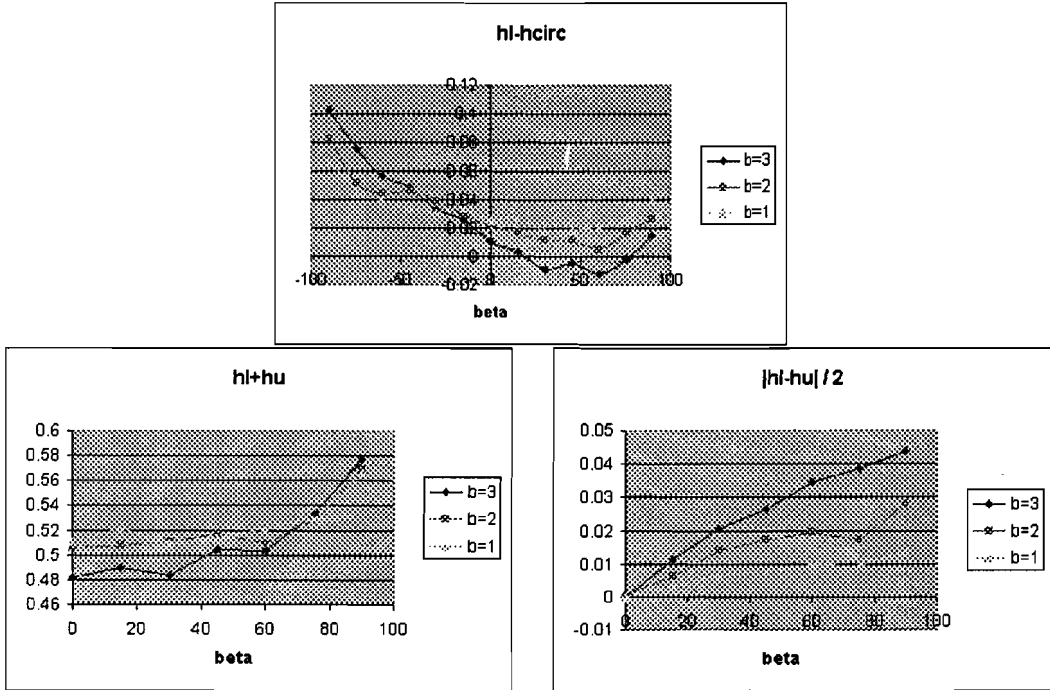 hl-hcirc
0.12
0.1
0.08
0.06
0.04
0.02
0
-0.02
-100
-50
0
50
100
beta
b=3
b=2
b=1
hl+hu
0.6
0.58
0.56
0.54
0.52
0.5
0.48
0.46
0
20
40
60
80
100
beta
b=3
b=2
b=1
|hl-hu| / 2
0.05
0.04
0.03
0.02
0.01
0
-0.01
0
20
40
60
80
100
beta
b=3
b=2
b=1